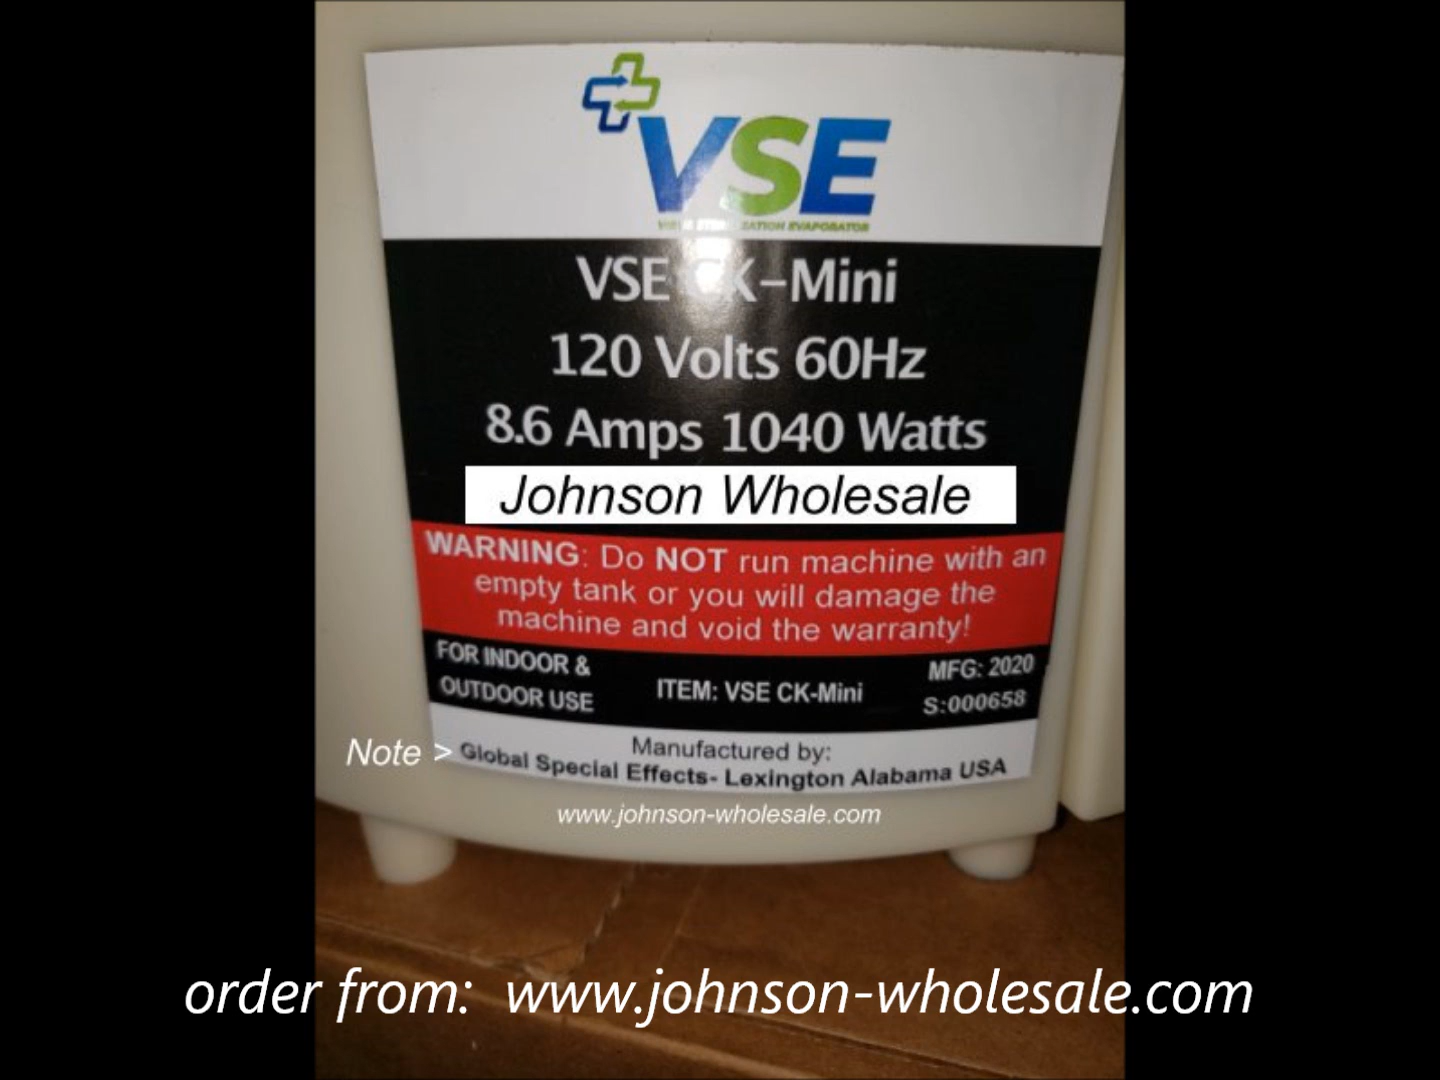 VSE
EVAPORATOR
VSE CK-Mini
120 Volts 60Hz
8.6 Amps 1040 Watts
Johnson Wholesale
WARNING: Do NOT run machine with an
empty tank or you will damage the
machine and void the warranty!
FOR INDOOR &
OUTDOOR USE
ITEM: VSE CK-Mini
MFG: 2020
S:000658
Manufactured by:
Note > Global Special Effects- Lexington Alabama USA
www.johnson-wholesale.com
order from: www.johnson-wholesale.com